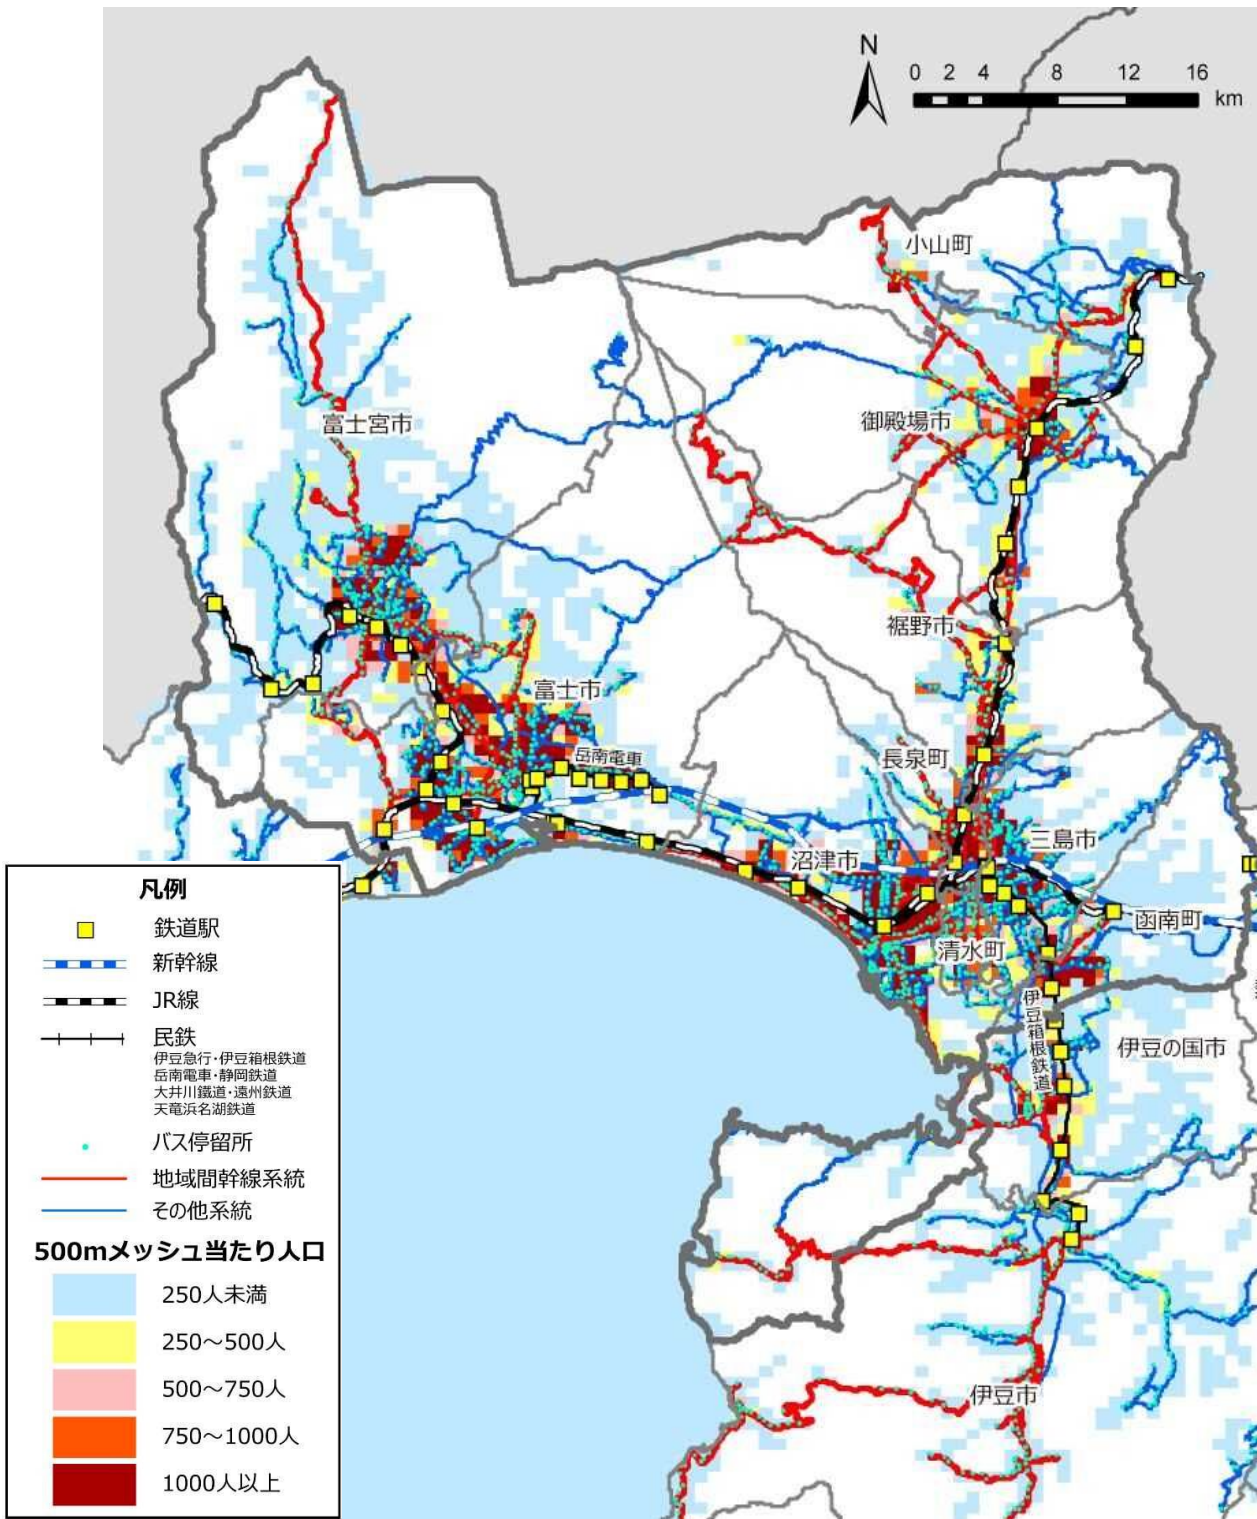 N
0 2 4 8 12 16
km
小山町
御殿場市
富士宮市
裾野市
富士市
岳南電車
長泉町
沼津市
三島市
函南町
清水町
伊豆箱根鉄道
伊豆の国市
伊豆市
凡例
鉄道駅
新幹線
JR線
民鉄
伊豆急行・伊豆箱根鉄道
岳南電車・静岡鉄道
大井川鐵道・遠州鉄道
天竜浜名湖鉄道
バス停留所
地域間幹線系統
その他系統
500mメッシュ当たり人口
250人未満
250～500人
500～750人
750～1000人
1000人以上